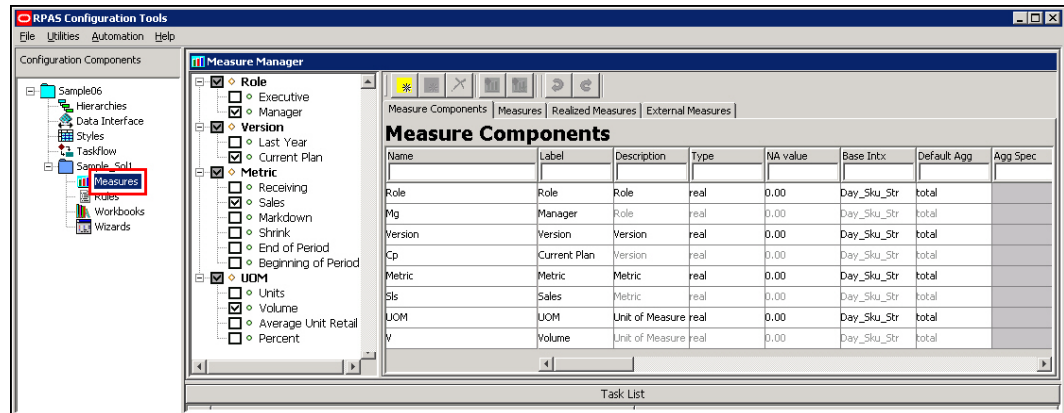 RPAS Configuration Tools
File Utilities Automation Help
Configuration Components
Sample06
Hierarchies
Data Interface
Styles
Taskflow
Sample_Sol1
Measures
Rules
Workbooks
Wizards
Measure Manager
Role
Executive
Manager
Version
Last Year
Current Plan
Metric
Receiving
Sales
Markdown
Shrink
End of Period
Beginning of Period
UOM
Units
Volume
Average Unit Retail
Percent
Measure Components Measures Realized Measures External Measures
Measure Components
Name Label Description Type NA value Base Intx Default Agg Agg Spec
Role Role Role real 0.00 Day_Sku_Str total
Mg Manager Role real 0.00 Day_Sku_Str total
Version Version Version real 0.00 Day_Sku_Str total
Cp Current Plan Version real 0.00 Day_Sku_Str total
Metric Metric Metric real 0.00 Day_Sku_Str total
Sls Sales Metric real 0.00 Day_Sku_Str total
UOM UOM Unit of Measure real 0.00 Day_Sku_Str total
V Volume Unit of Measure real 0.00 Day_Sku_Str total
Task List